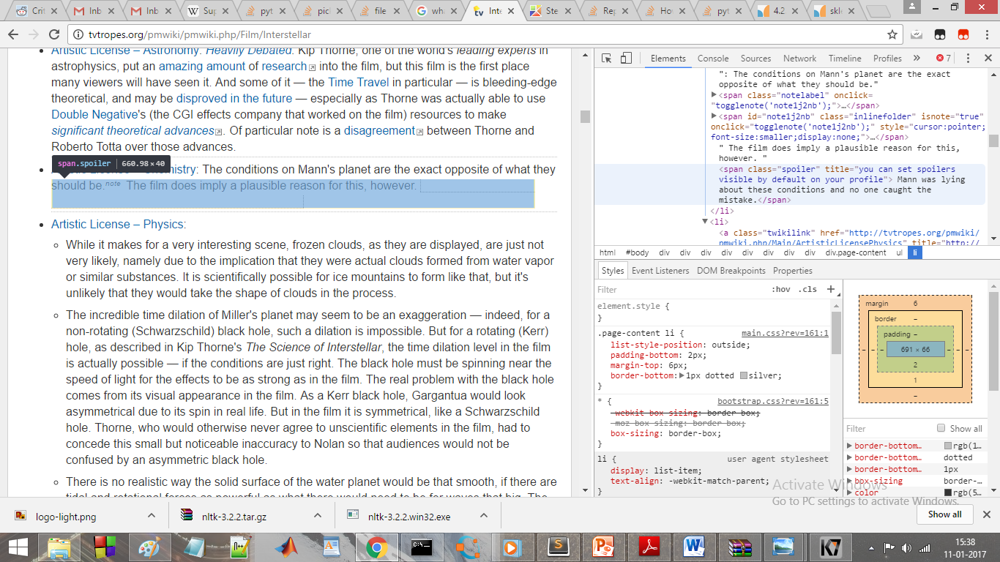 Crit
Inb
Inb
Sup
pyt
picl
file
whe
Inte
Ste
Rep
Hov
pyt
4.2
skl
tvtropes.org/pmwiki/pmwiki.php/Film/Interstellar
Artistic License – Astronomy: Heavily Debated. Kip Thorne, one of the world's leading experts in
astrophysics, put an amazing amount of research into the film, but this film is the first place
many viewers will have seen it. And some of it — the Time Travel in particular — is bleeding-edge
theoretical, and may be disproved in the future — especially as Thorne was actually able to use
Double Negative's (the CGI effects company that worked on the film) resources to make
significant theoretical advances. Of particular note is a disagreement between Thorne and
Roberto Totta over those advances.
span.spoiler | 660.98 × 40
Chemistry: The conditions on Mann's planet are the exact opposite of what they
should be.note The film does imply a plausible reason for this, however.
Artistic License – Physics:
While it makes for a very interesting scene, frozen clouds, as they are displayed, are just not
very likely, namely due to the implication that they were actual clouds formed from water vapor
or similar substances. It is scientifically possible for ice mountains to form like that, but it's
unlikely that they would take the shape of clouds in the process.
The incredible time dilation of Miller's planet may seem to be an exaggeration — indeed, for a
non-rotating (Schwarzschild) black hole, such a dilation is impossible. But for a rotating (Kerr)
hole, as described in Kip Thorne's The Science of Interstellar, the time dilation level in the film
is actually possible — if the conditions are just right. The black hole must be spinning near the
speed of light for the effects to be as strong as in the film. The real problem with the black hole
comes from its visual appearance in the film. As a Kerr black hole, Gargantua would look
asymmetrical due to its spin in real life. But in the film it is symmetrical, like a Schwarzschild
hole. Thorne, who would otherwise never agree to unscientific elements in the film, had to
concede this small but noticeable inaccuracy to Nolan so that audiences would not be
confused by an asymmetric black hole.
There is no realistic way the solid surface of the water planet would be that smooth, if there are
tidal and rotational forces as powerful as what there would need to be for waves that big. The
Elements Console Sources Network Timeline Profiles » 7
": The conditions on Mann's planet are the exact
opposite of what they should be."
▶<span class="notelabel" onclick=
"togglenote('note1j2nb');">…</span>
▶<span id="note1j2nb" class="inlinefolder" isnote="true"
onclick="togglenote('note1j2nb');" style="cursor:pointer;
font-size:smaller;display:none;">…</span>
" The film does imply a plausible reason for this,
however. "
<span class="spoiler" title="you can set spoilers
visible by default on your profile"> Mann was lying
about these conditions and no one caught the
mistake.</span>
</li>
▼<li>
<a class="twikilink" href="http://tvtropes.org/pmwiki/
pmwiki.php/Main/ArtisticLicensePhysics" title="http://
html #body div div div div div div div div div.page-content ul li
Styles Event Listeners DOM Breakpoints Properties
Filter :hov .cls +
element.style {
}
.page-content li { main.css?rev=161:1
list-style-position: outside;
padding-bottom: 2px;
margin-top: 6px;
border-bottom:▶1px dotted silver;
}
* { bootstrap.css?rev=161:5
-webkit-box-sizing: border-box;
-moz-box-sizing: border-box;
box-sizing: border-box;
}
li { user agent stylesheet
display: list-item;
text-align: -webkit-match-parent;
}
margin 6
border –
padding –
– – – 691 × 66 – – –
2
1
–
Filter Show all
▶border-bottom… rgb(1…
▶border-bottom… dotted
▶border-bottom… 1px
▶box-sizing border-…
▶color rgb(5…
Activate Windows
Go to PC settings to activate Windows.
logo-light.png
nltk-3.2.2.tar.gz
nltk-3.2.2.win32.exe
Show all
K7
15:38
11-01-2017